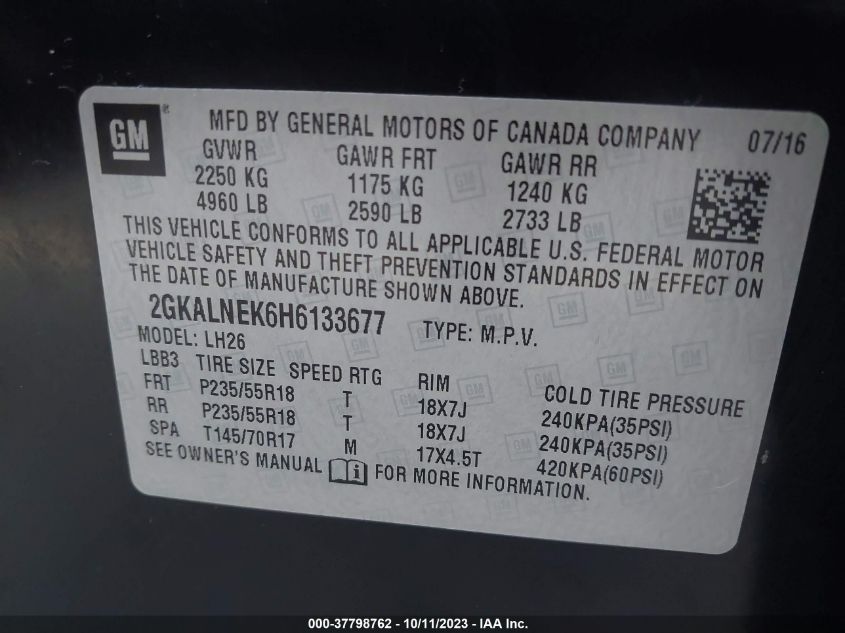 GM®
MFD BY GENERAL MOTORS OF CANADA COMPANY 07/16
GVWR GAWR FRT GAWR RR
2250 KG 1175 KG 1240 KG
4960 LB 2590 LB 2733 LB
THIS VEHICLE CONFORMS TO ALL APPLICABLE U.S. FEDERAL MOTOR
VEHICLE SAFETY AND THEFT PREVENTION STANDARDS IN EFFECT ON
THE DATE OF MANUFACTURE SHOWN ABOVE.
2GKALNEK6H6133677 TYPE: M.P.V.
MODEL: LH26
LBB3 TIRE SIZE SPEED RTG RIM COLD TIRE PRESSURE
FRT P235/55R18 T 18X7J 240KPA(35PSI)
RR P235/55R18 T 18X7J 240KPA(35PSI)
SPA T145/70R17 M 17X4.5T 420KPA(60PSI)
SEE OWNER'S MANUAL FOR MORE INFORMATION.
000-37798762 - 10/11/2023 - IAA Inc.